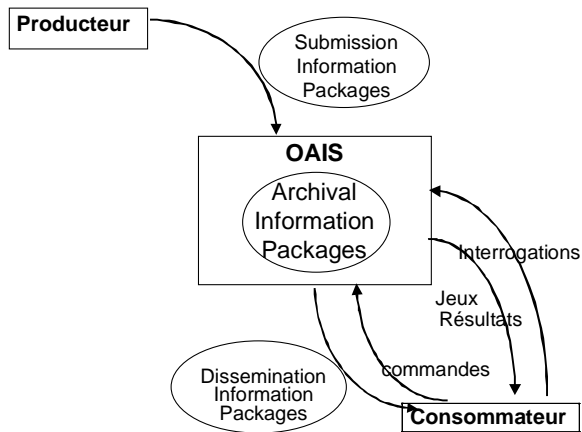 Producteur
Submission
Information
Packages
OAIS
Archival
Information
Packages
Interrogations
Jeux
Résultats
commandes
Dissemination
Information
Packages
Consommateur